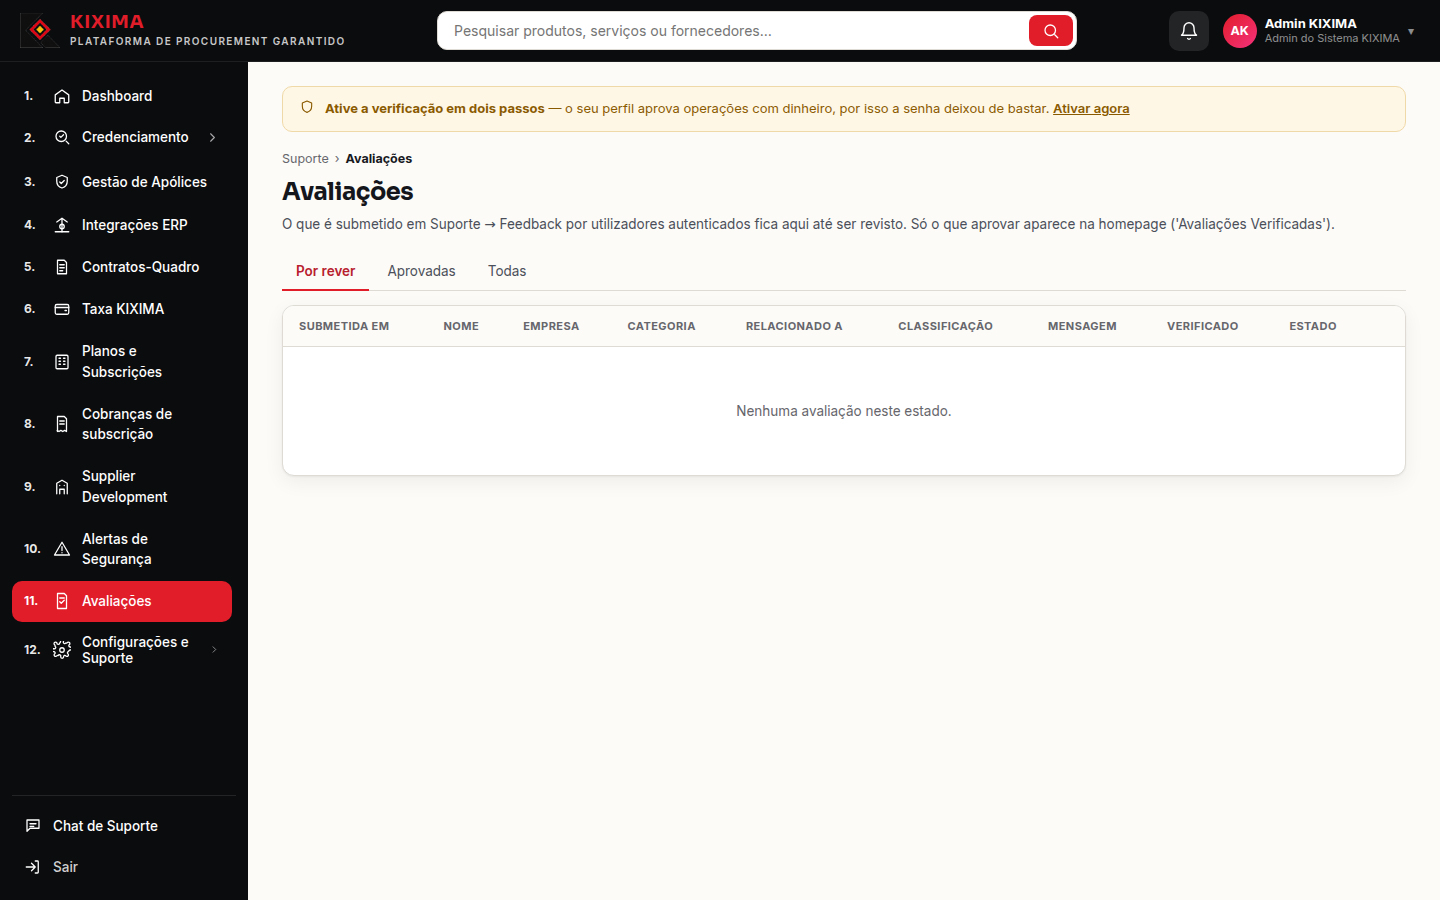 KIXIMA
PLATAFORMA DE PROCUREMENT GARANTIDO
Pesquisar produtos, serviços ou fornecedores...
AK
Admin KIXIMA
Admin do Sistema KIXIMA
1. Dashboard
2. Credenciamento
3. Gestão de Apólices
4. Integrações ERP
5. Contratos-Quadro
6. Taxa KIXIMA
7. Planos e
Subscrições
8. Cobranças de
subscrição
9. Supplier
Development
10. Alertas de
Segurança
11. Avaliações
12. Configurações e
Suporte
Chat de Suporte
Sair
Ative a verificação em dois passos — o seu perfil aprova operações com dinheiro, por isso a senha deixou de bastar. Ativar agora
Suporte › Avaliações
Avaliações
O que é submetido em Suporte → Feedback por utilizadores autenticados fica aqui até ser revisto. Só o que aprovar aparece na homepage ('Avaliações Verificadas').
Por rever Aprovadas Todas
SUBMETIDA EM NOME EMPRESA CATEGORIA RELACIONADO A CLASSIFICAÇÃO MENSAGEM VERIFICADO ESTADO
Nenhuma avaliação neste estado.